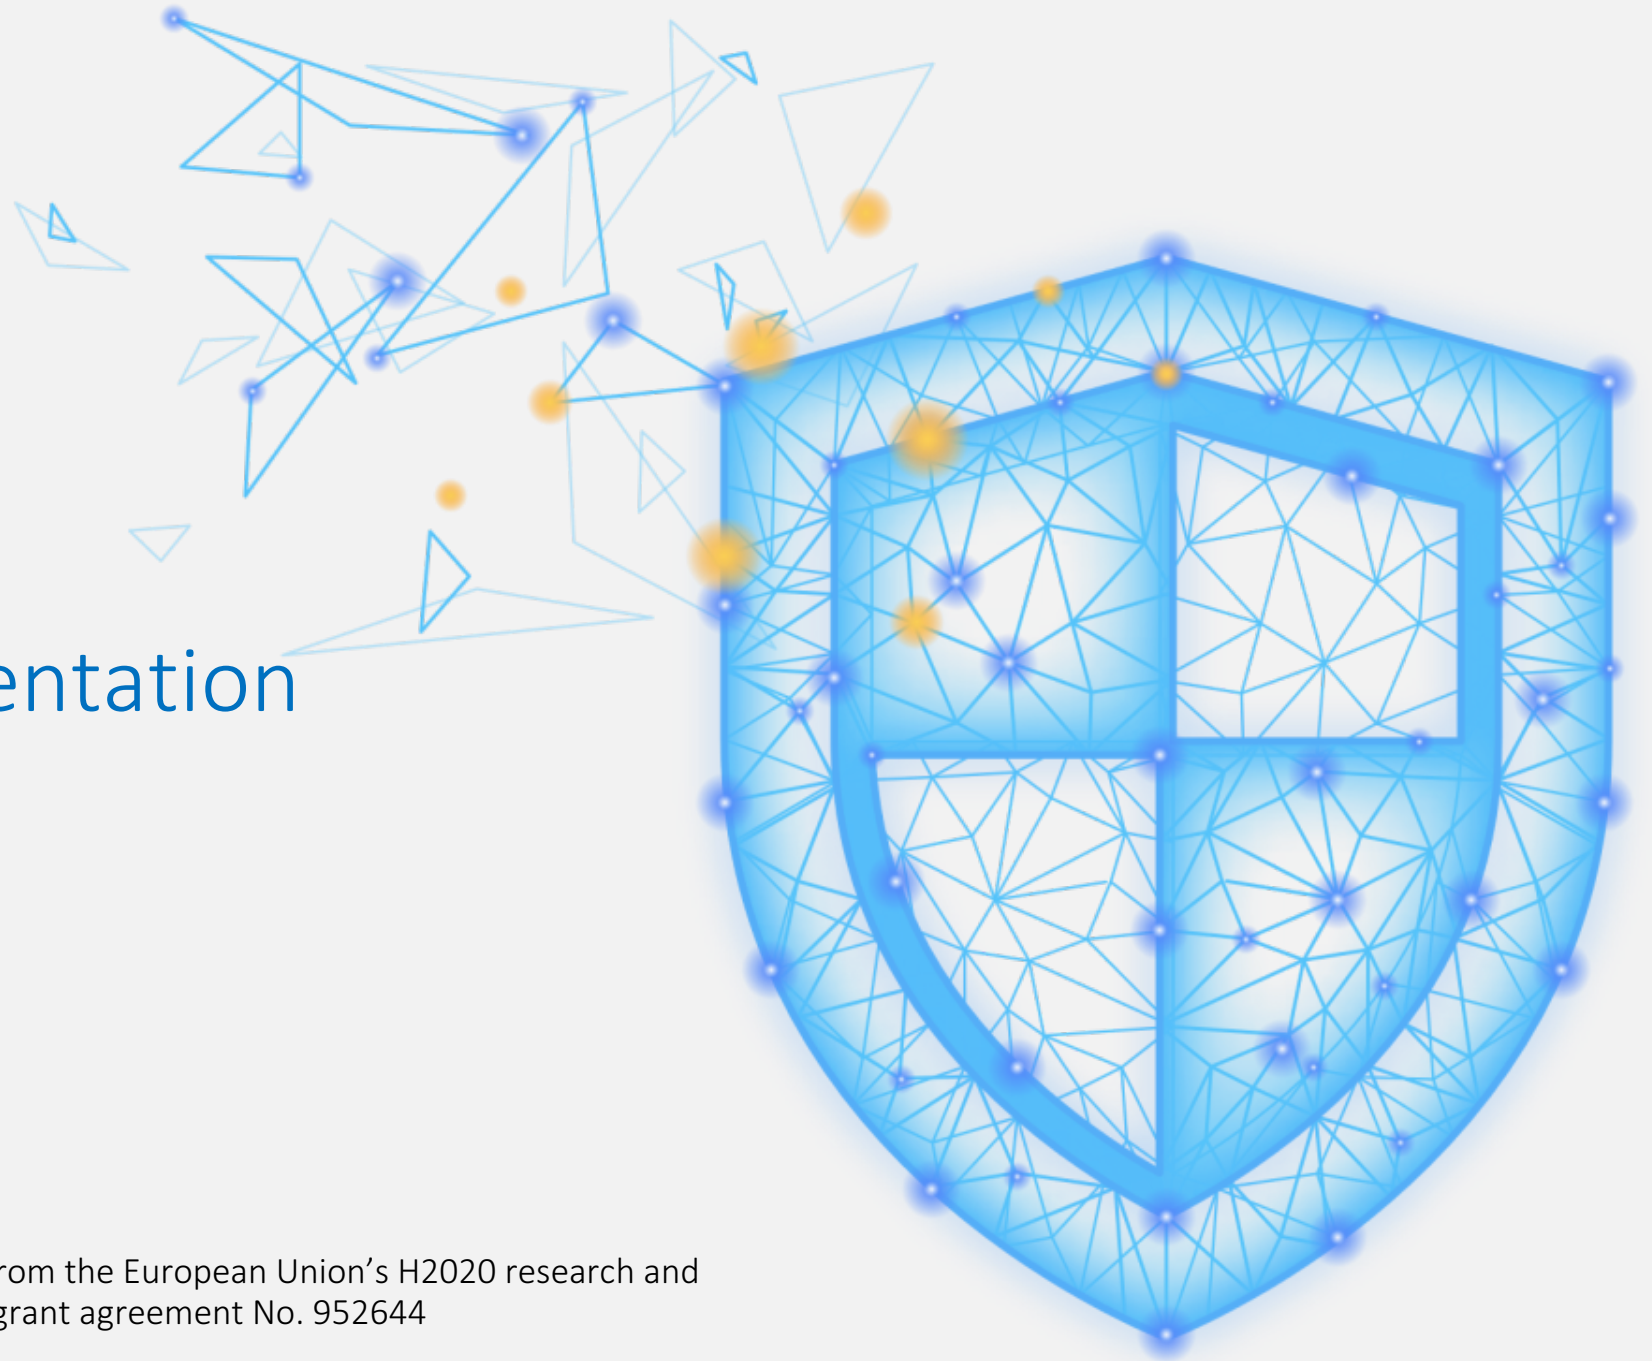 entation
rom the European Union’s H2020 research and
grant agreement No. 952644